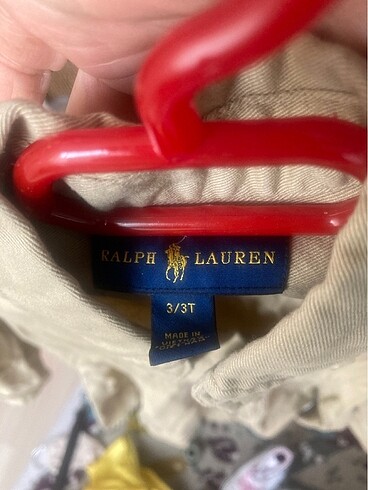 RALPH LAUREN
3/3T
MADE IN